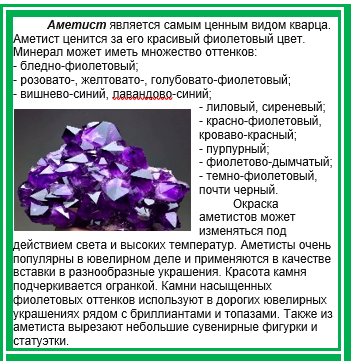 Аметист является самым ценным видом кварца.
Аметист ценится за его красивый фиолетовый цвет.
Минерал может иметь множество оттенков:
- бледно-фиолетовый;
- розовато-, желтовато-, голубовато-фиолетовый;
- вишнево-синий, лавандово-синий;
- лиловый, сиреневый;
- красно-фиолетовый,
кроваво-красный;
- пурпурный;
- фиолетово-дымчатый;
- темно-фиолетовый,
почти черный.
Окраска
аметистов может
изменяться под
действием света и высоких температур. Аметисты очень
популярны в ювелирном деле и применяются в качестве
вставки в разнообразные украшения. Красота камня
подчеркивается огранкой. Камни насыщенных
фиолетовых оттенков используют в дорогих ювелирных
украшениях рядом с бриллиантами и топазами. Также из
аметиста вырезают небольшие сувенирные фигурки и
статуэтки.